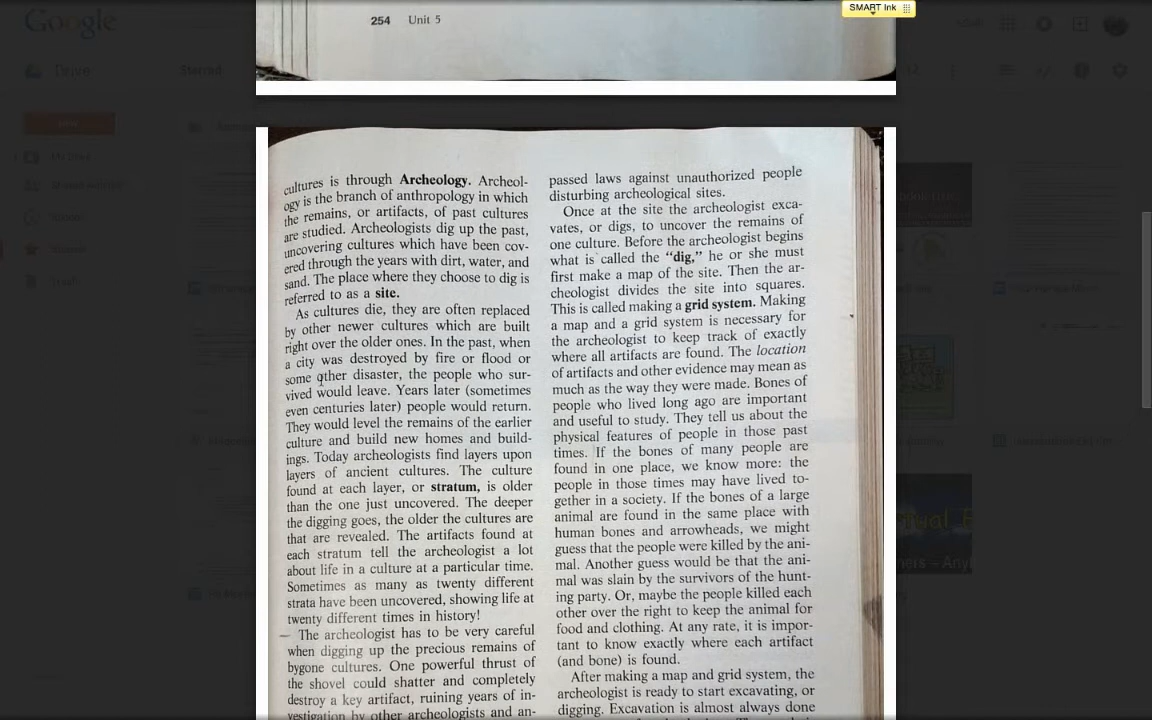 Google
SMART Ink
254 Unit 5
Drive
Starred
cultures is through Archeology. Archeol-
ogy is the branch of anthropology in which
the remains, or artifacts, of past cultures
are studied. Archeologists dig up the past,
uncovering cultures which have been cov-
ered through the years with dirt, water, and
sand. The place where they choose to dig is
referred to as a site.
As cultures die, they are often replaced
by other newer cultures which are built
right over the older ones. In the past, when
a city was destroyed by fire or flood or
some other disaster, the people who sur-
vived would leave. Years later (sometimes
even centuries later) people would return.
They would level the remains of the earlier
culture and build new homes and build-
ings. Today archeologists find layers upon
layers of ancient cultures. The culture
found at each layer, or stratum, is older
than the one just uncovered. The deeper
the digging goes, the older the cultures are
that are revealed. The artifacts found at
each stratum tell the archeologist a lot
about life in a culture at a particular time.
Sometimes as many as twenty different
strata have been uncovered, showing life at
twenty different times in history!
The archeologist has to be very careful
when digging up the precious remains of
bygone cultures. One powerful thrust of
the shovel could shatter and completely
destroy a key artifact, ruining years of in-
vestigation by other archeologists and an-
passed laws against unauthorized people
disturbing archeological sites.
Once at the site the archeologist exca-
vates, or digs, to uncover the remains of
one culture. Before the archeologist begins
what is called the "dig," he or she must
first make a map of the site. Then the ar-
cheologist divides the site into squares.
This is called making a grid system. Making
a map and a grid system is necessary for
the archeologist to keep track of exactly
where all artifacts are found. The location
of artifacts and other evidence may mean as
much as the way they were made. Bones of
people who lived long ago are important
and useful to study. They tell us about the
physical features of people in those past
times. If the bones of many people are
found in one place, we know more: the
people in those times may have lived to-
gether in a society. If the bones of a large
animal are found in the same place with
human bones and arrowheads, we might
guess that the people were killed by the ani-
mal. Another guess would be that the ani-
mal was slain by the survivors of the hunt-
ing party. Or, maybe the people killed each
other over the right to keep the animal for
food and clothing. At any rate, it is impor-
tant to know exactly where each artifact
(and bone) is found.
After making a map and grid system, the
archeologist is ready to start excavating, or
digging. Excavation is almost always done